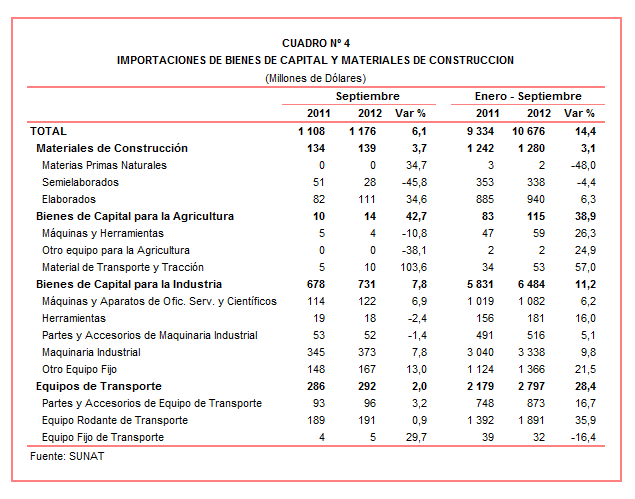 CUADRO Nº 4
IMPORTACIONES DE BIENES DE CAPITAL Y MATERIALES DE CONSTRUCCION
(Millones de Dólares)
Septiembre Enero - Septiembre
2011 2012 Var % 2011 2012 Var %
TOTAL 1 108 1 176 6,1 9 334 10 676 14,4
Materiales de Construcción 134 139 3,7 1 242 1 280 3,1
Materias Primas Naturales 0 0 34,7 3 2 -48,0
Semielaborados 51 28 -45,8 353 338 -4,4
Elaborados 82 111 34,6 885 940 6,3
Bienes de Capital para la Agricultura 10 14 42,7 83 115 38,9
Máquinas y Herramientas 5 4 -10,8 47 59 26,3
Otro equipo para la Agricultura 0 0 -38,1 2 2 24,9
Material de Transporte y Tracción 5 10 103,6 34 53 57,0
Bienes de Capital para la Industria 678 731 7,8 5 831 6 484 11,2
Máquinas y Aparatos de Ofic. Serv. y Científicos 114 122 6,9 1 019 1 082 6,2
Herramientas 19 18 -2,4 156 181 16,0
Partes y Accesorios de Maquinaria Industrial 53 52 -1,4 491 516 5,1
Maquinaria Industrial 345 373 7,8 3 040 3 338 9,8
Otro Equipo Fijo 148 167 13,0 1 124 1 366 21,5
Equipos de Transporte 286 292 2,0 2 179 2 797 28,4
Partes y Accesorios de Equipo de Transporte 93 96 3,2 748 873 16,7
Equipo Rodante de Transporte 189 191 0,9 1 392 1 891 35,9
Equipo Fijo de Transporte 4 5 29,7 39 32 -16,4
Fuente: SUNAT